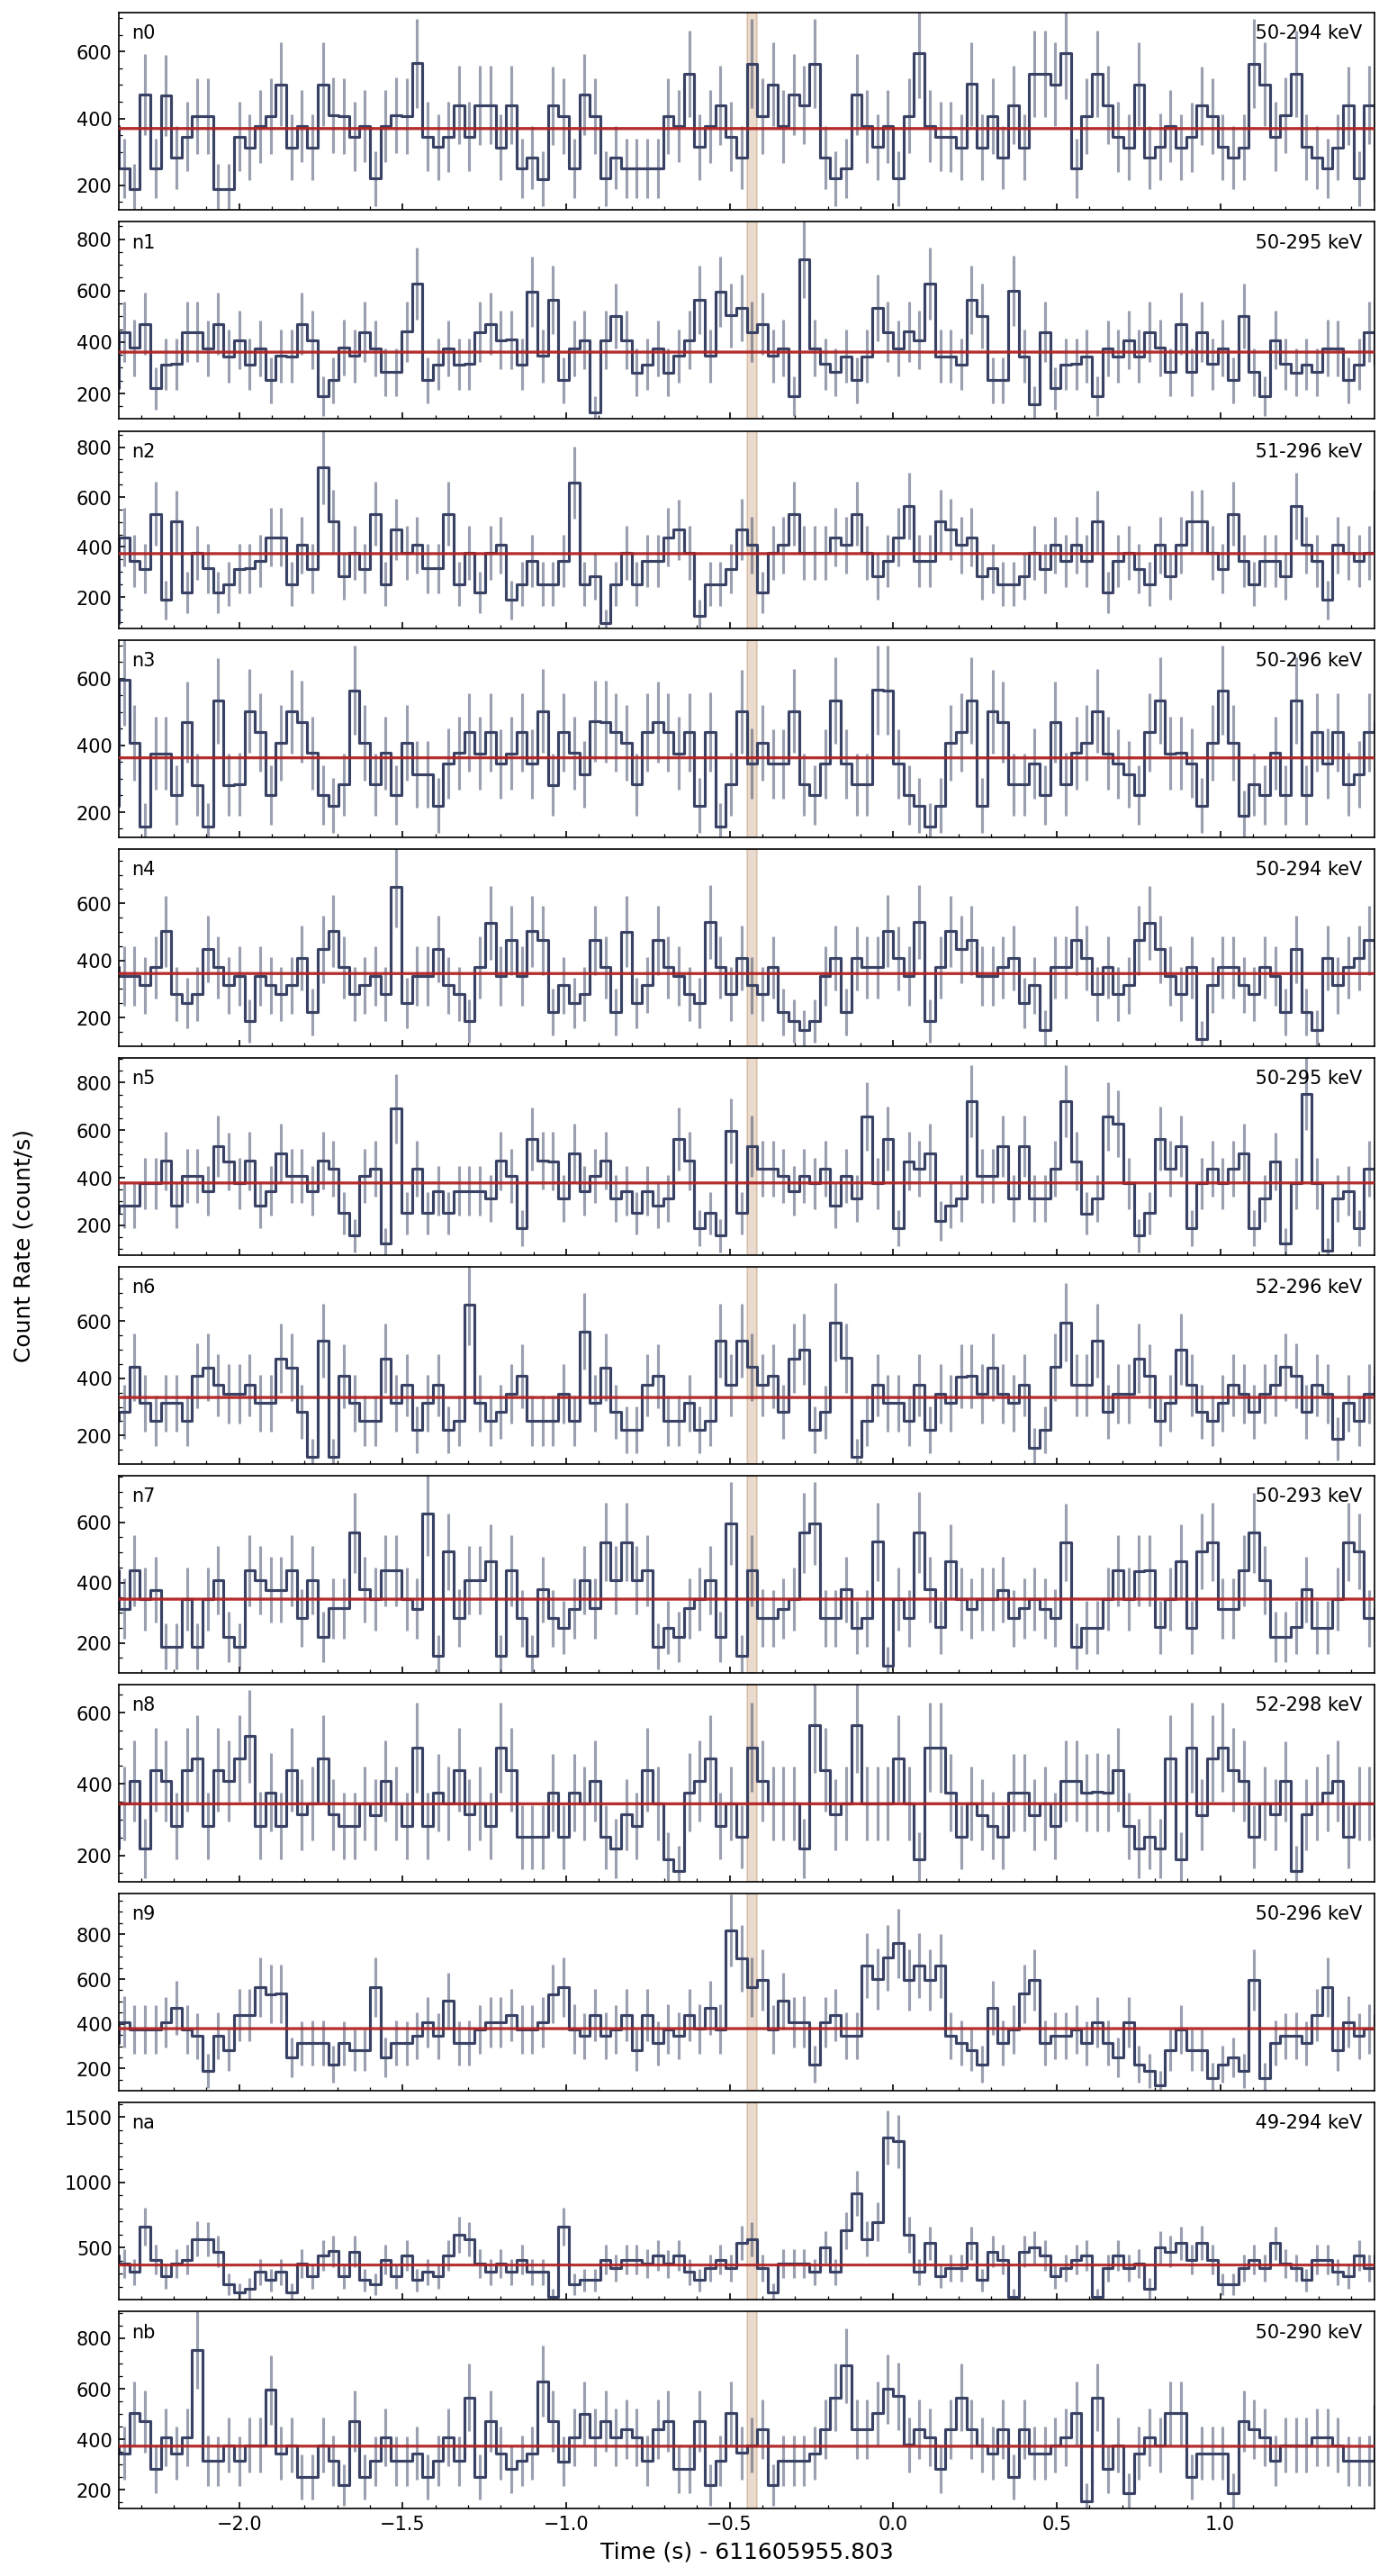 n0 50-294 keV
600
400
200
n1 50-295 keV
800
600
400
200
n2 51-296 keV
800
600
400
200
n3 50-296 keV
600
400
200
n4 50-294 keV
600
400
200
n5 50-295 keV
800
600
400
200
n6 52-296 keV
600
400
200
n7 50-293 keV
600
400
200
n8 52-298 keV
600
400
200
n9 50-296 keV
800
600
400
200
na 49-294 keV
1500
1000
500
nb 50-290 keV
800
600
400
200
−2.0 −1.5 −1.0 −0.5 0.0 0.5 1.0
Time (s) - 611605955.803
Count Rate (count/s)